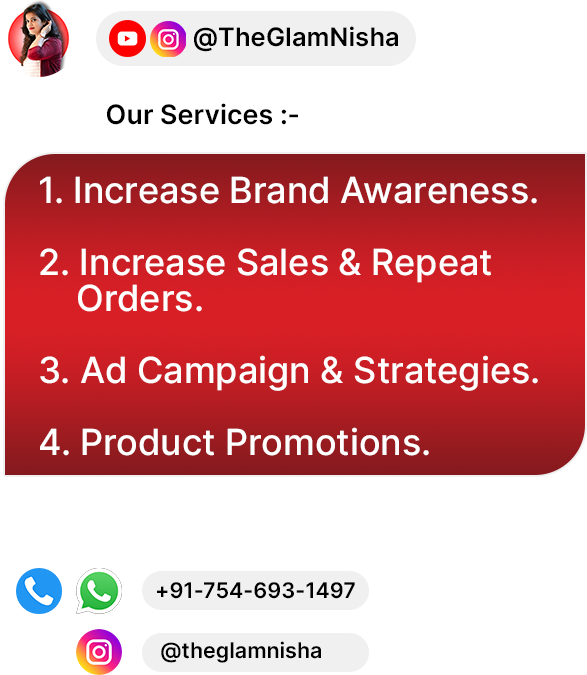 @TheGlamNisha
Our Services :-
1. Increase Brand Awareness.
2. Increase Sales & Repeat
Orders.
3. Ad Campaign & Strategies.
4. Product Promotions.
+91-754-693-1497
@theglamnisha